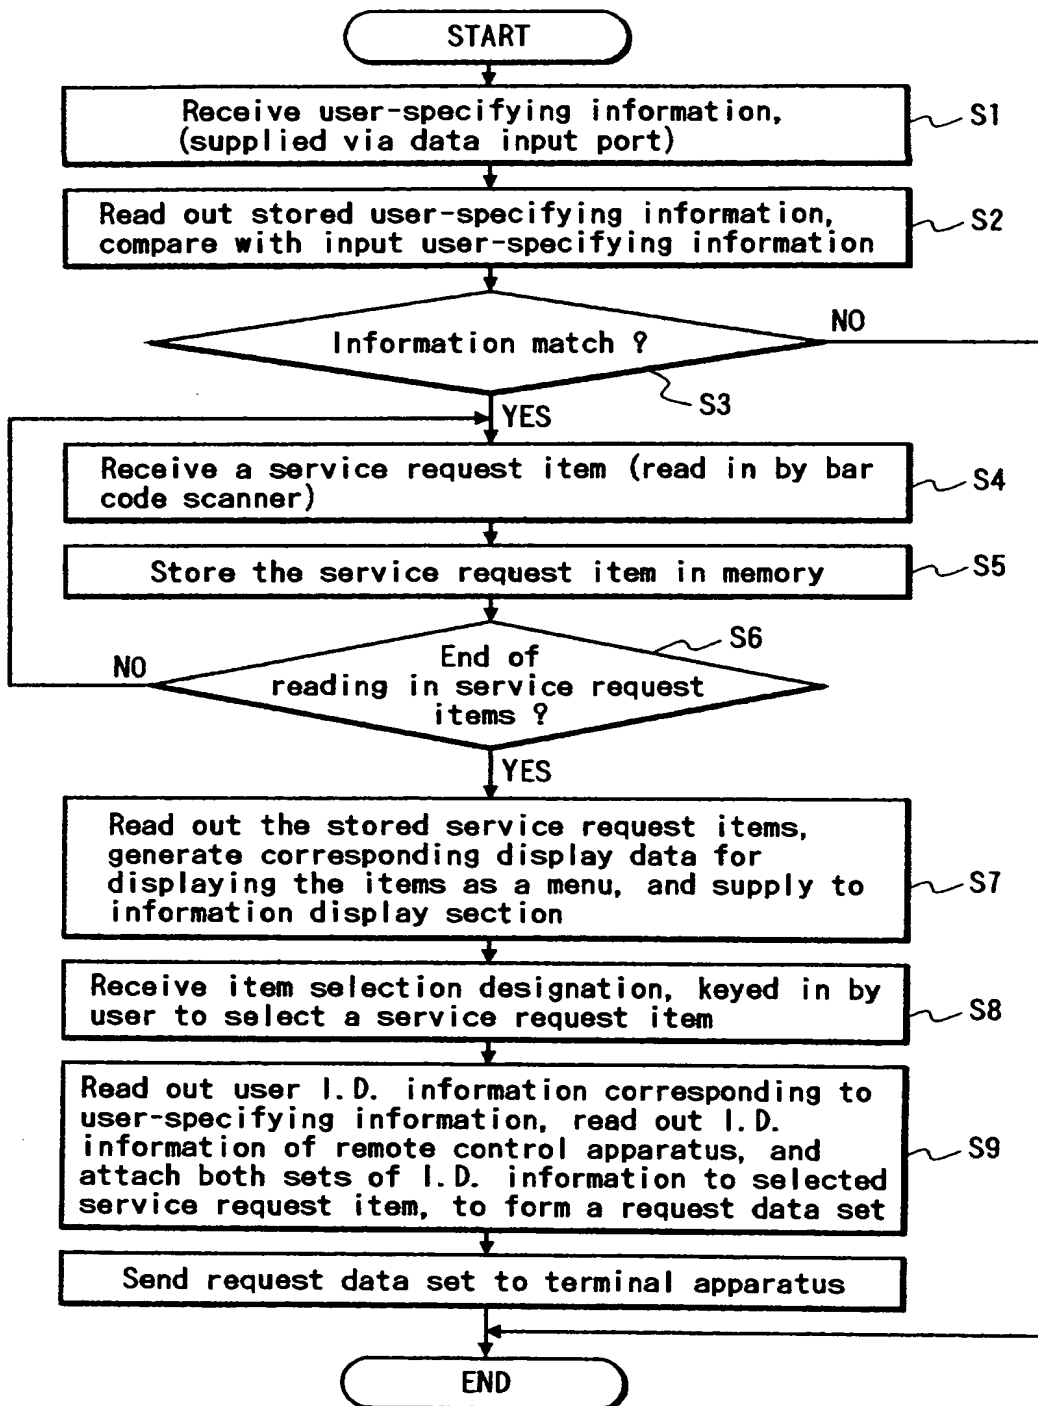 START
Receive user-specifying information,
(supplied via data input port)
S1
Read out stored user-specifying information,
compare with input user-specifying information
S2
Information match ?
NO
S3
YES
Receive a service request item (read in by bar
code scanner)
S4
Store the service request item in memory
S5
S6
End of
reading in service request
items ?
NO
YES
Read out the stored service request items,
generate corresponding display data for
displaying the items as a menu, and supply to
information display section
S7
Receive item selection designation, keyed in by
user to select a service request item
S8
Read out user I.D. information corresponding to
user-specifying information, read out I.D.
information of remote control apparatus, and
attach both sets of I.D. information to selected
service request item, to form a request data set
S9
Send request data set to terminal apparatus
END